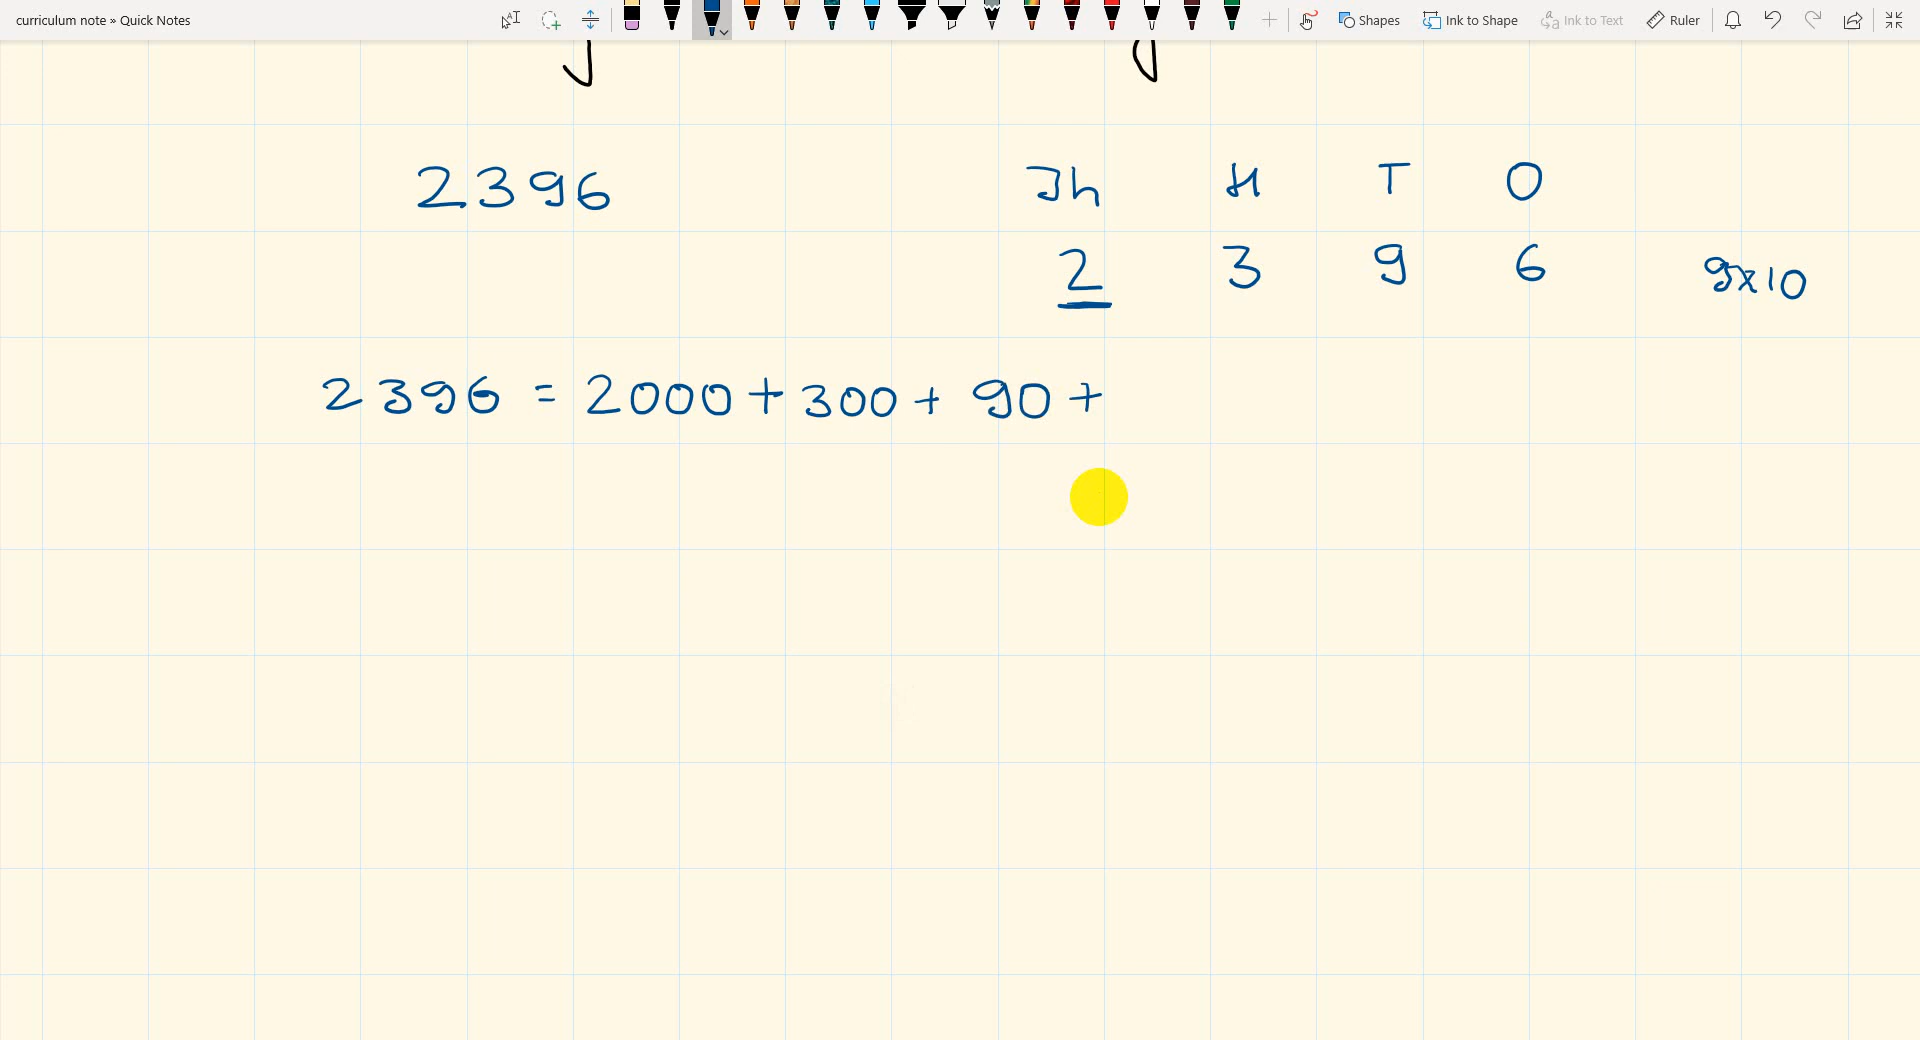 curriculum note » Quick Notes Shapes Ink to Shape Ink to Text Ruler
2396 Th H T O
2 3 9 6 9x10
2396 = 2000 + 300 + 90 +